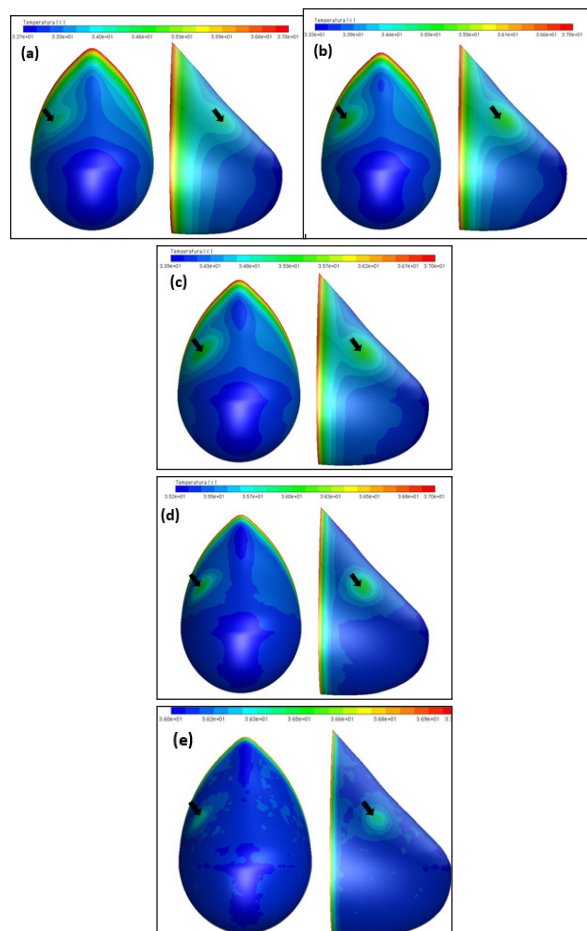 Temperatura [C]
3.27e+01 3.33e+01 3.40e+01 3.46e+01 3.53e+01 3.59e+01 3.66e+01 3.70e+01
(a)
Temperatura [C]
3.39e+01 3.44e+01 3.50e+01 3.55e+01 3.61e+01 3.66e+01 3.70e+01
(b)
Temperatura [C]
3.39e+01 3.43e+01 3.48e+01 3.53e+01 3.57e+01 3.62e+01 3.67e+01 3.70e+01
(c)
Temperatura [C]
3.52e+01 3.55e+01 3.57e+01 3.60e+01 3.63e+01 3.65e+01 3.68e+01 3.70e+01
(d)
3.60e+01 3.62e+01 3.63e+01 3.65e+01 3.66e+01 3.68e+01 3.69e+01
(e)